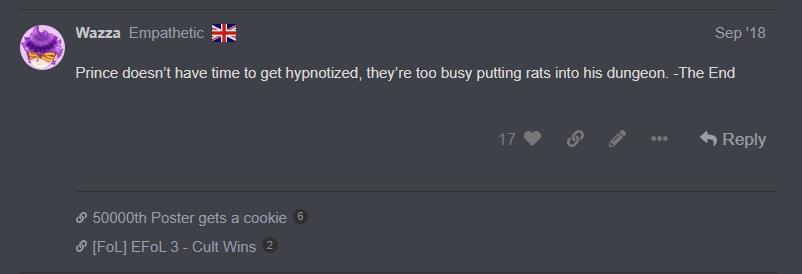 Wazza Empathetic Sep '18
Prince doesn’t have time to get hypnotized, they’re too busy putting rats into his dungeon. -The End
17 Reply
50000th Poster gets a cookie 6
[FoL] EFoL 3 - Cult Wins 2